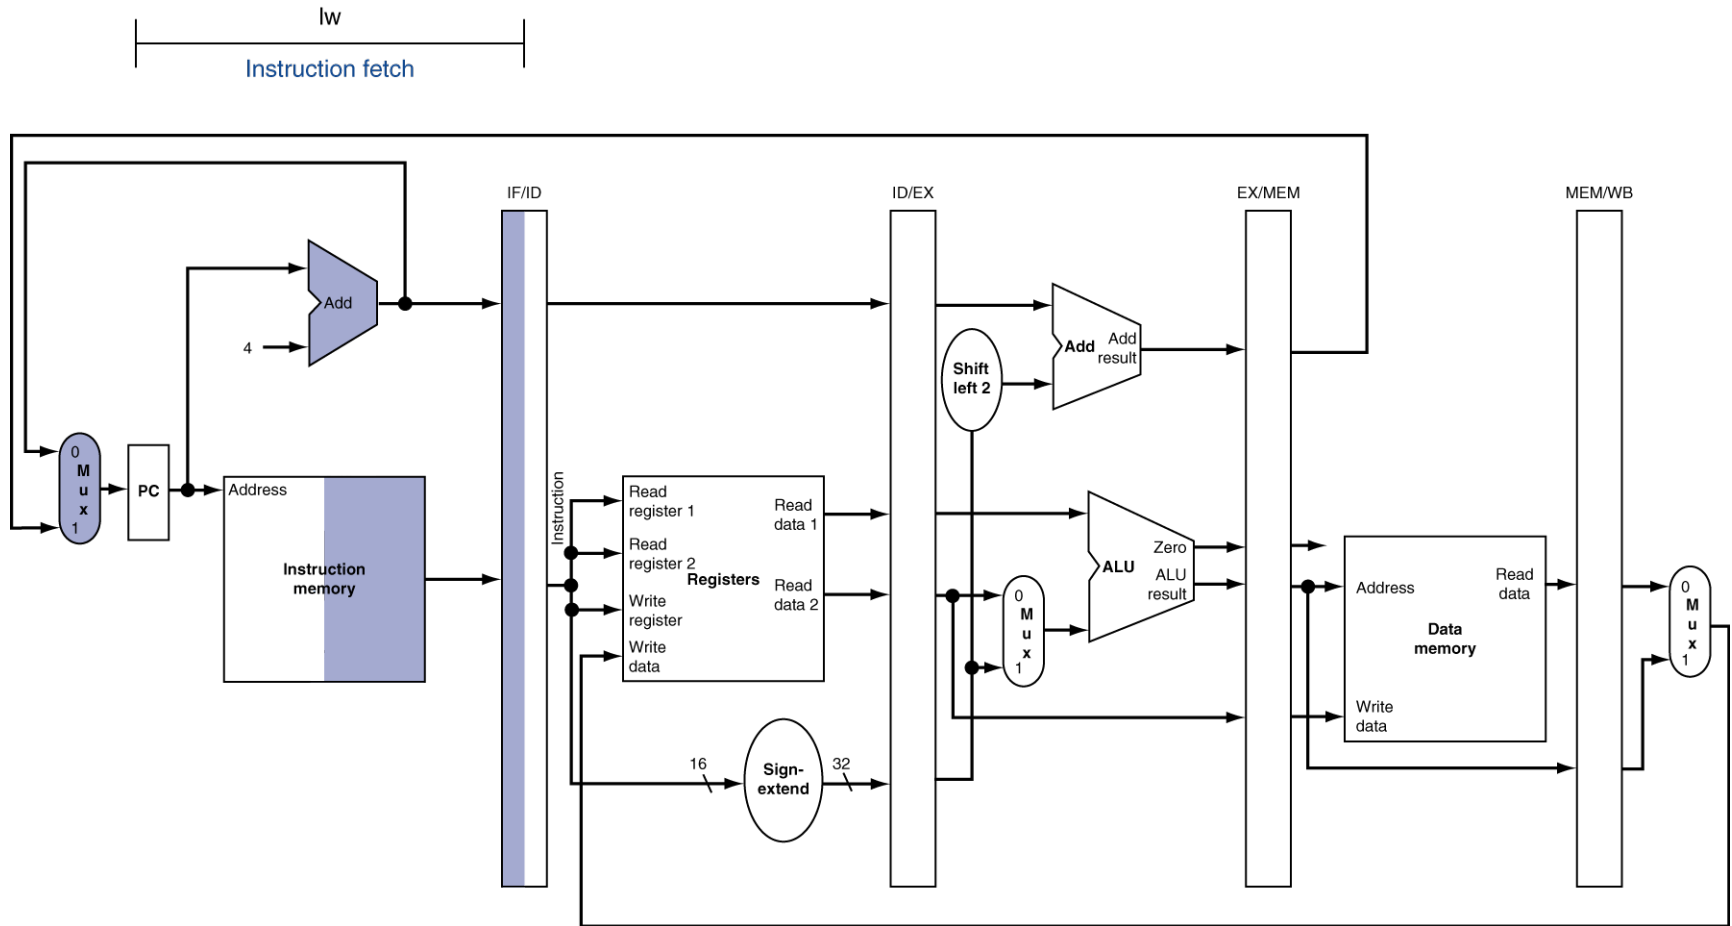 lw
Instruction fetch
IF/ID
ID/EX
EX/MEM
MEM/WB
Add
4
Add
Add
result
Shift
left 2
0
M
u
x
1
PC
Address
Instruction
memory
Instruction
Read
register 1
Read
register 2
Write
register
Write
data
Registers
Read
data 1
Read
data 2
16
Sign-
extend
32
0
M
u
x
1
ALU
Zero
ALU
result
Address
Read
data
Data
memory
Write
data
0
M
u
x
1